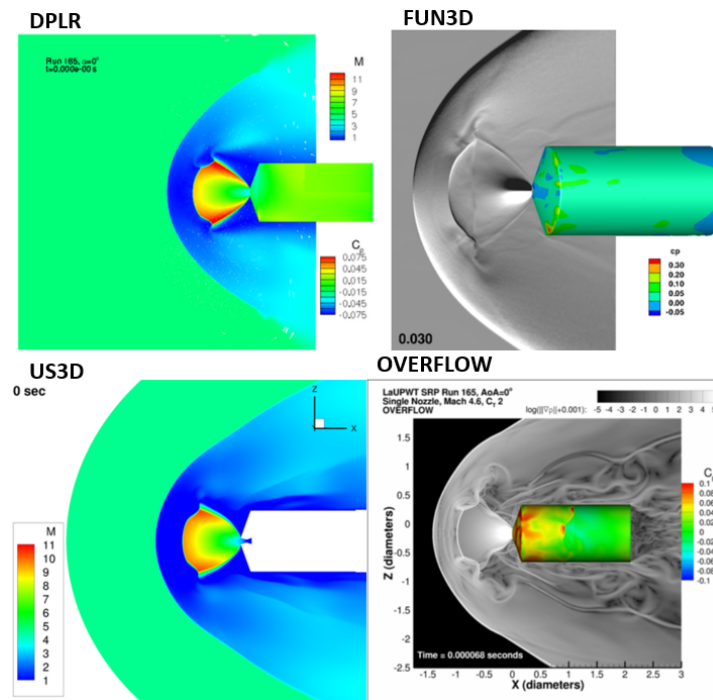 DPLR
Run 165, α=0°
t=0.000e-00 s
M
11
9
7
5
3
1
0.075
0.045
0.015
-0.015
-0.045
-0.075
FUN3D
cp
0.30
0.20
0.10
0.05
0.00
-0.05
0.030
US3D
0 sec
Z
X
M
11
10
9
8
7
6
5
4
3
2
1
OVERFLOW
LaUPWT SRP Run 165, AoA=0°
Single Nozzle, Mach 4.6, C_T 2
OVERFLOW
log(||∇ρ||+0.001):
-5 -4 -3 -2 -1 0 1 2 3 4 5
0.1
0.08
0.06
0.04
0.02
0
-0.02
-0.04
-0.06
-0.08
-0.1
Z (diameters)
1.5
1
0.5
0
-0.5
-1
-1.5
-2
-2.5
Time = 0.000068 seconds
-1.5 -1 -0.5 0 0.5 1 1.5 2 2.5 3
X (diameters)